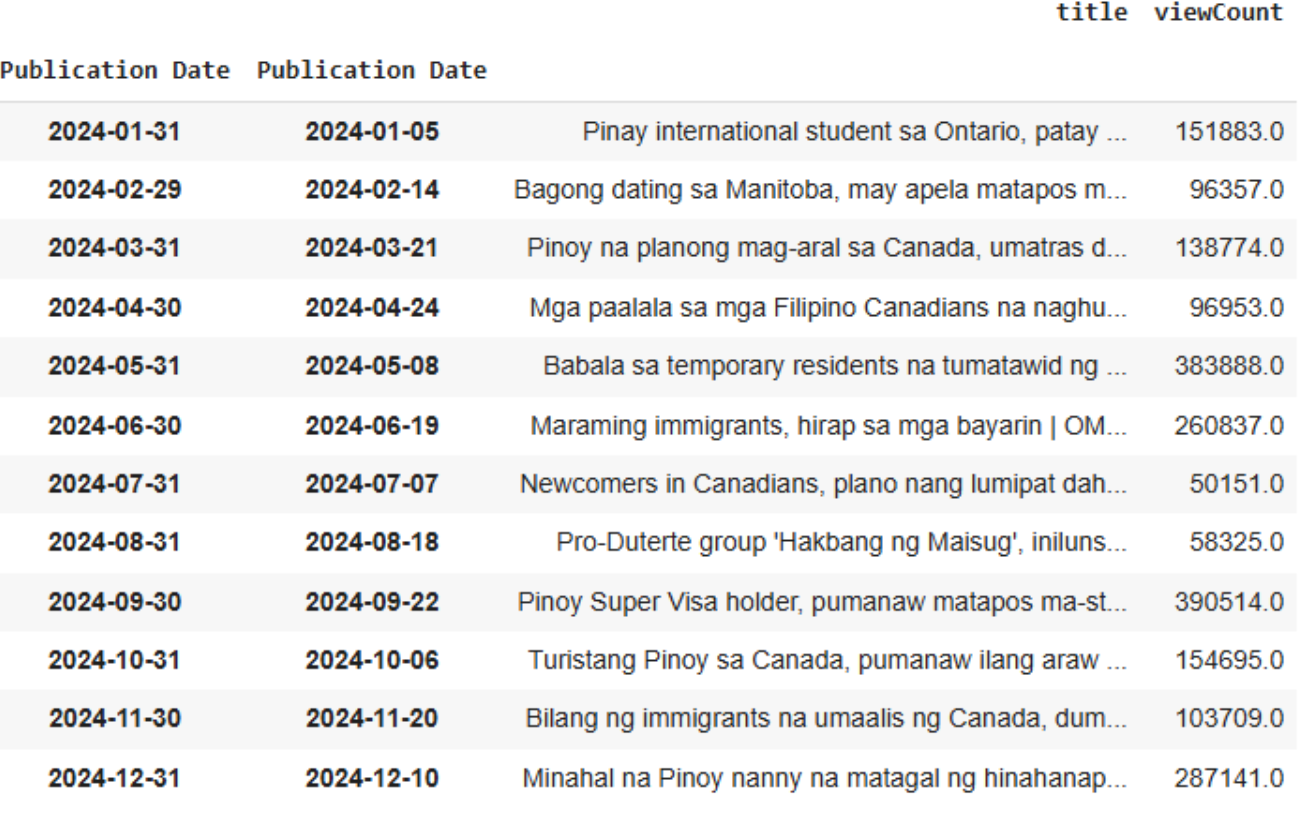 title viewCount
Publication Date Publication Date
2024-01-31 2024-01-05 Pinay international student sa Ontario, patay ... 151883.0
2024-02-29 2024-02-14 Bagong dating sa Manitoba, may apela matapos m... 96357.0
2024-03-31 2024-03-21 Pinoy na planong mag-aral sa Canada, umatras d... 138774.0
2024-04-30 2024-04-24 Mga paalala sa mga Filipino Canadians na naghu... 96953.0
2024-05-31 2024-05-08 Babala sa temporary residents na tumatawid ng ... 383888.0
2024-06-30 2024-06-19 Maraming immigrants, hirap sa mga bayarin | OM... 260837.0
2024-07-31 2024-07-07 Newcomers in Canadians, plano nang lumipat dah... 50151.0
2024-08-31 2024-08-18 Pro-Duterte group 'Hakbang ng Maisug', iniluns... 58325.0
2024-09-30 2024-09-22 Pinoy Super Visa holder, pumanaw matapos ma-st... 390514.0
2024-10-31 2024-10-06 Turistang Pinoy sa Canada, pumanaw ilang araw ... 154695.0
2024-11-30 2024-11-20 Bilang ng immigrants na umaalis ng Canada, dum... 103709.0
2024-12-31 2024-12-10 Minahal na Pinoy nanny na matagal ng hinahanap... 287141.0